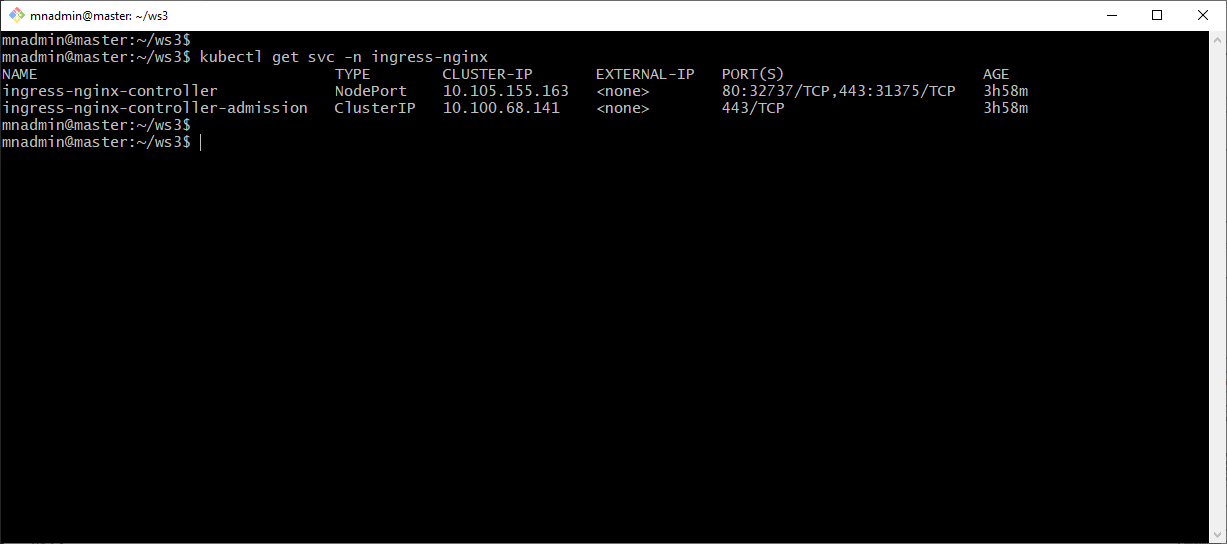 mnadmin@master: ~/ws3
mnadmin@master:~/ws3$
mnadmin@master:~/ws3$ kubectl get svc -n ingress-nginx
NAME                                 TYPE        CLUSTER-IP       EXTERNAL-IP   PORT(S)                      AGE
ingress-nginx-controller             NodePort    10.105.155.163   <none>        80:32737/TCP,443:31375/TCP   3h58m
ingress-nginx-controller-admission   ClusterIP   10.100.68.141    <none>        443/TCP                      3h58m
mnadmin@master:~/ws3$
mnadmin@master:~/ws3$